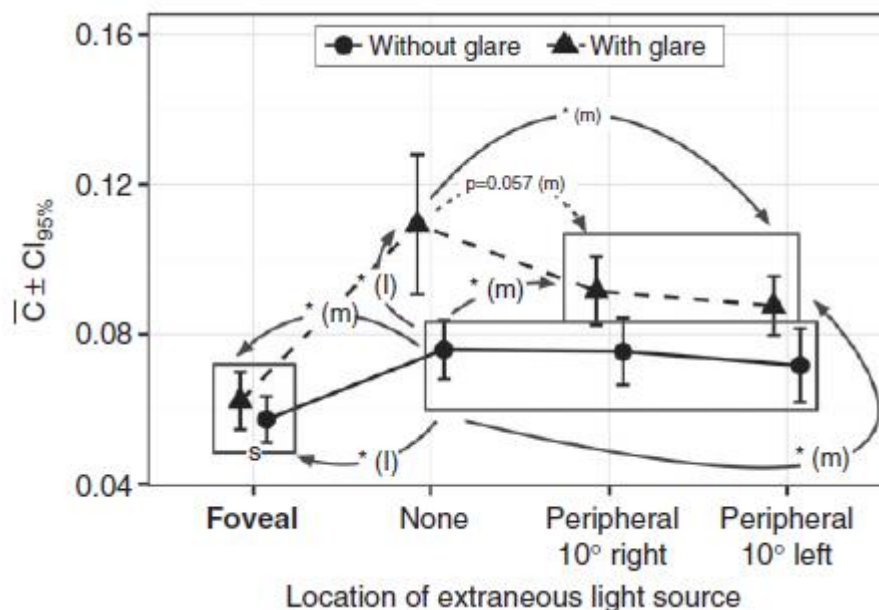 0.16
Without glare With glare
* (m)
0.12
p=0.057 (m)
C̅ ± CI95%
* (l)
* (m)
* (m)
0.08
s
* (l)
* (m)
0.04
Foveal None Peripheral Peripheral
10° right 10° left
Location of extraneous light source